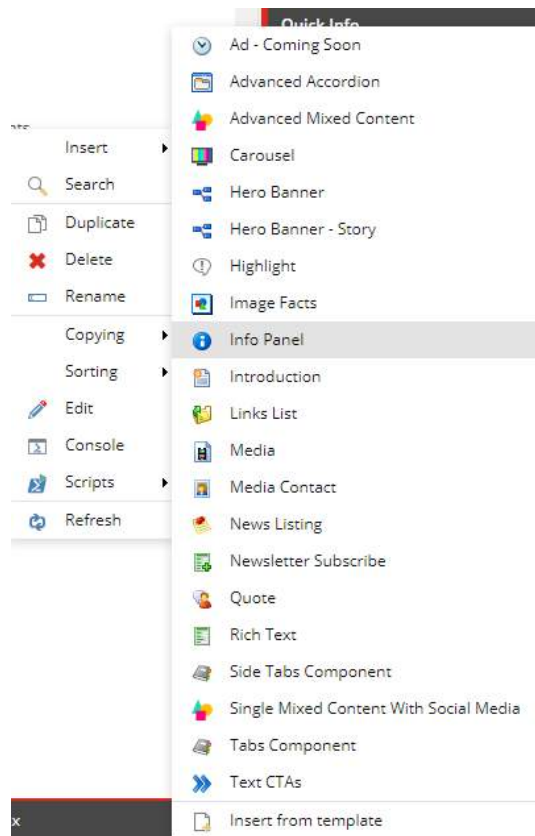 Quick Info
Insert
Search
Duplicate
Delete
Rename
Copying
Sorting
Edit
Console
Scripts
Refresh
Ad - Coming Soon
Advanced Accordion
Advanced Mixed Content
Carousel
Hero Banner
Hero Banner - Story
Highlight
Image Facts
Info Panel
Introduction
Links List
Media
Media Contact
News Listing
Newsletter Subscribe
Quote
Rich Text
Side Tabs Component
Single Mixed Content With Social Media
Tabs Component
Text CTAs
Insert from template
x